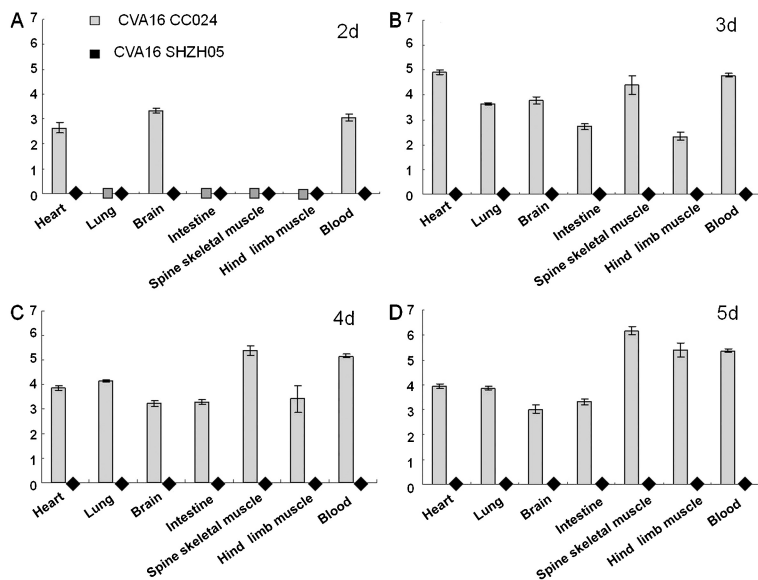 A
CVA16 CC024
CVA16 SHZH05
2d
7
6
5
4
3
2
1
0
Heart
Lung
Brain
Intestine
Spine skeletal muscle
Hind limb muscle
Blood
B
3d
7
6
5
4
3
2
1
0
Heart
Lung
Brain
Intestine
Spine skeletal muscle
Hind limb muscle
Blood
C
4d
7
6
5
4
3
2
1
0
Heart
Lung
Brain
Intestine
Spine skeletal muscle
Hind limb muscle
Blood
D
5d
7
6
5
4
3
2
1
0
Heart
Lung
Brain
Intestine
Spine skeletal muscle
Hind limb muscle
Blood